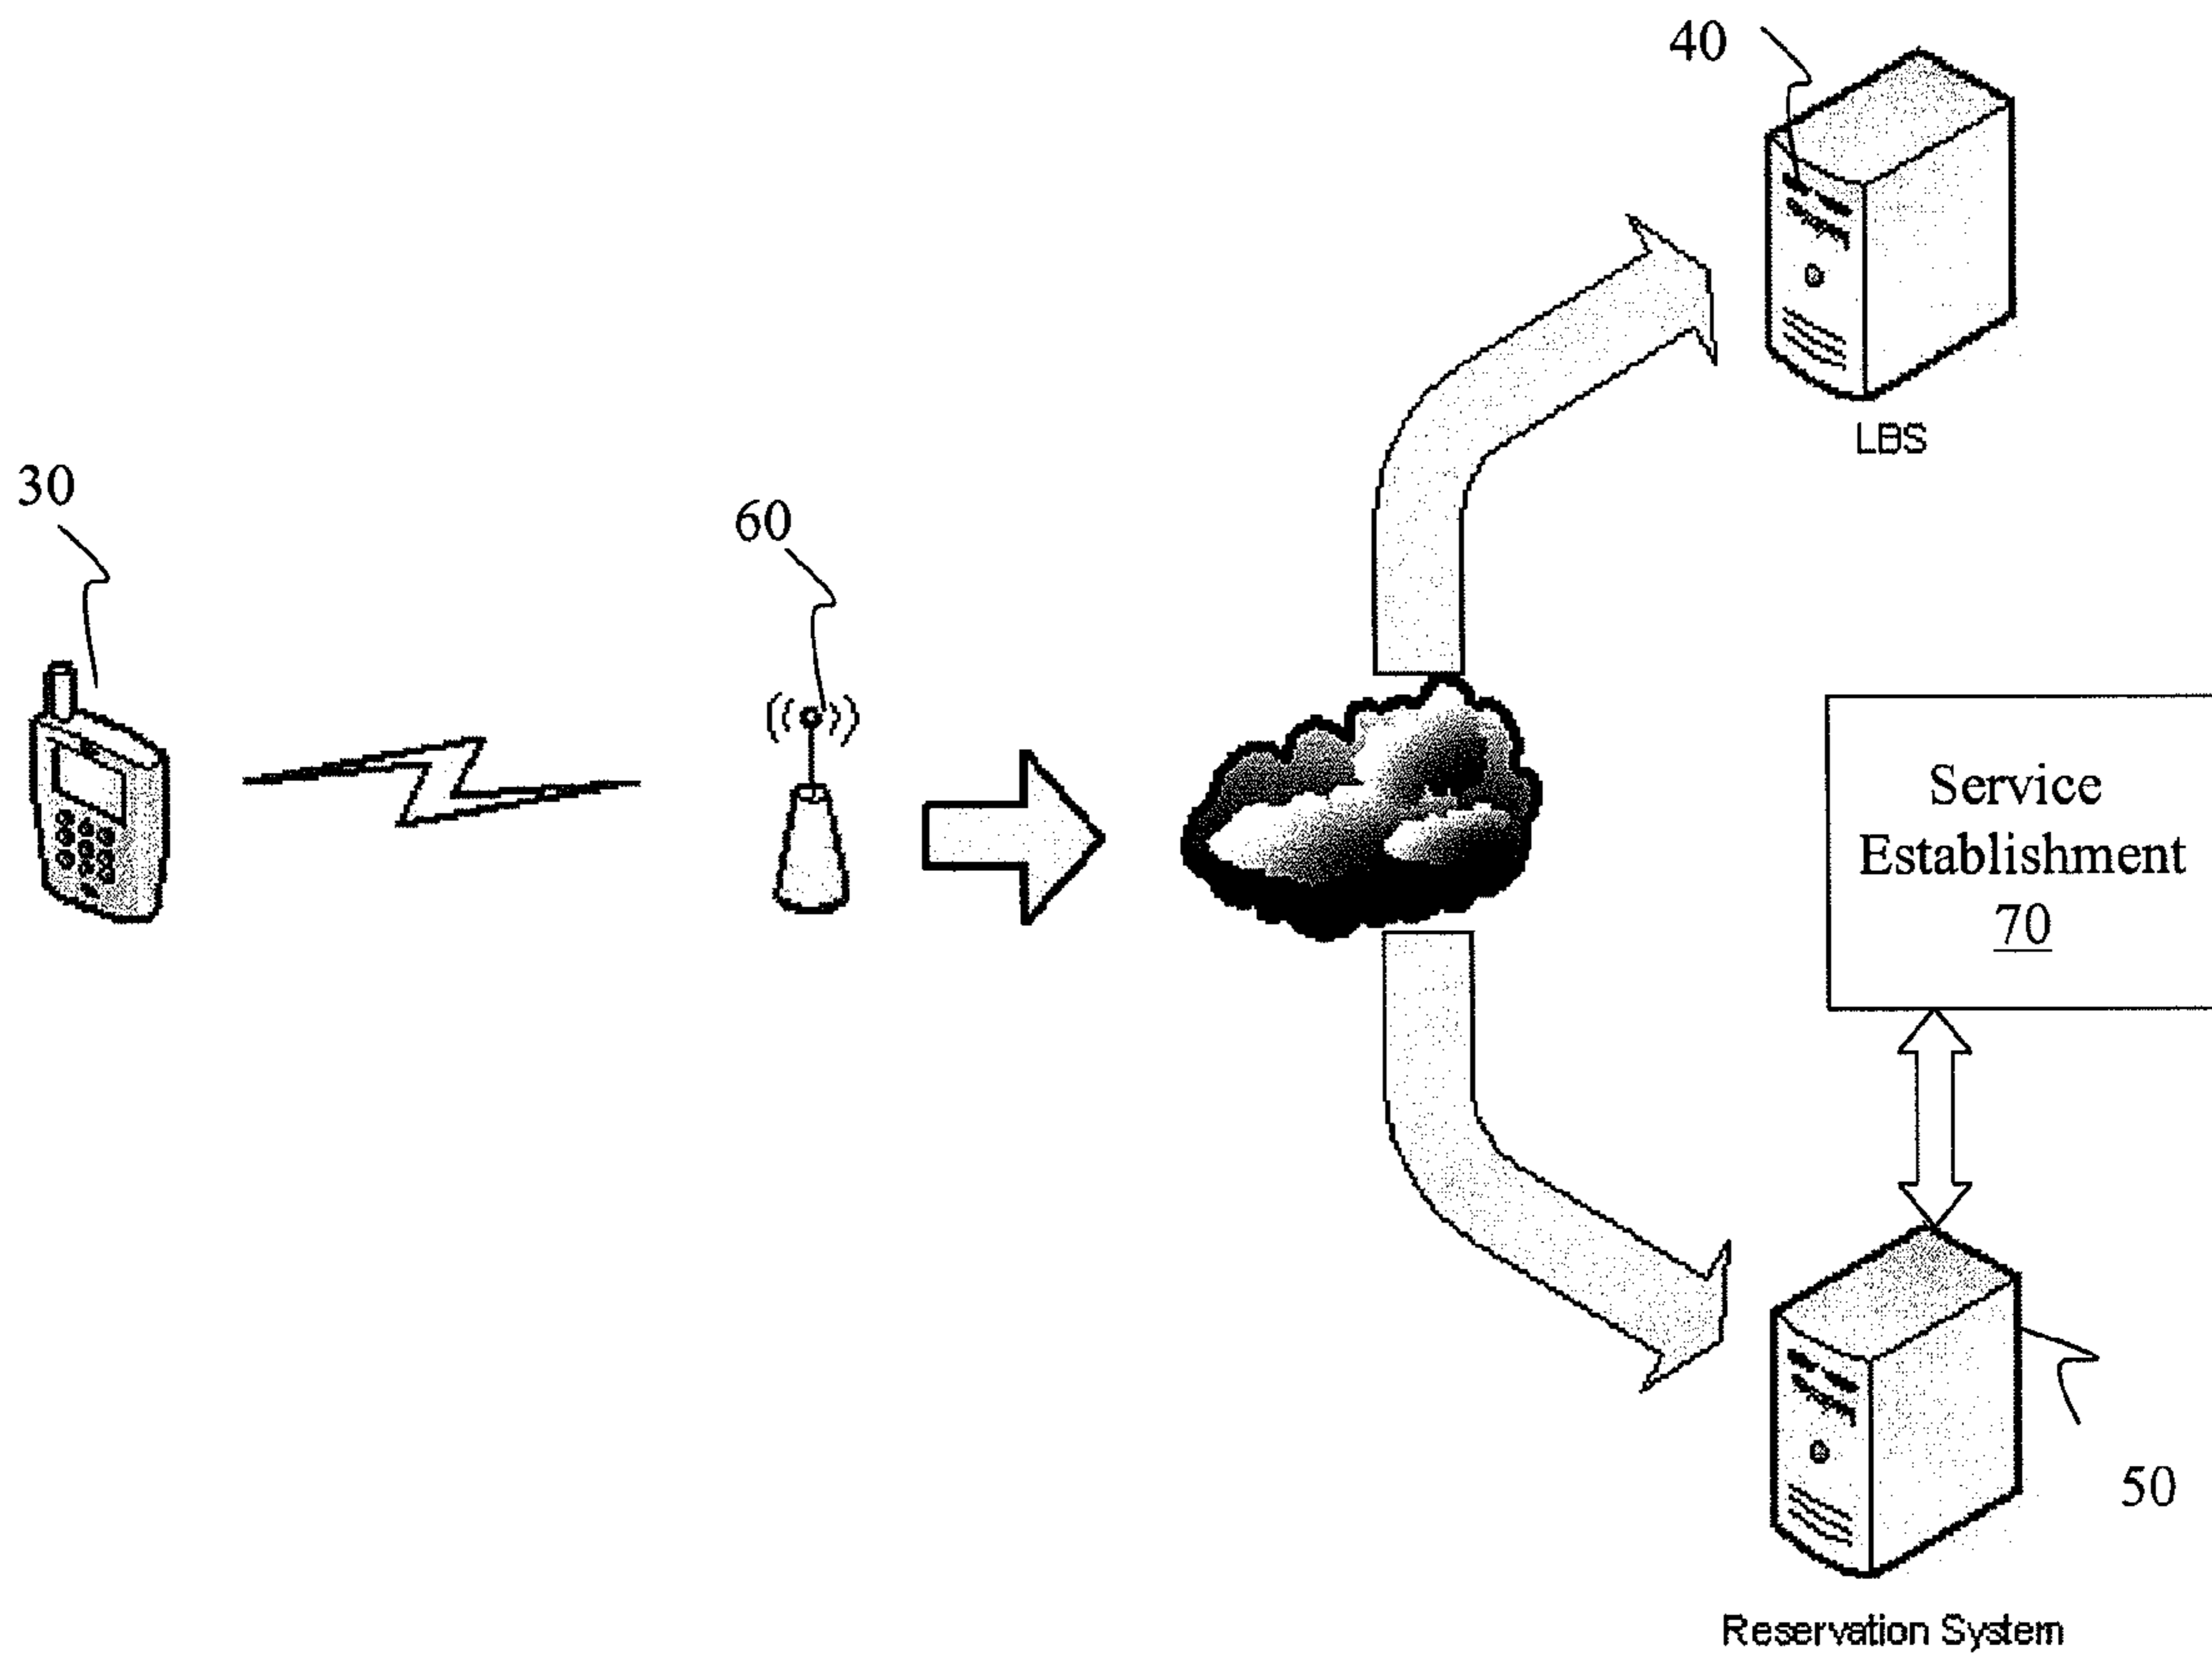 40
LBS
30
60
Service
Establishment
70
50
Reservation System